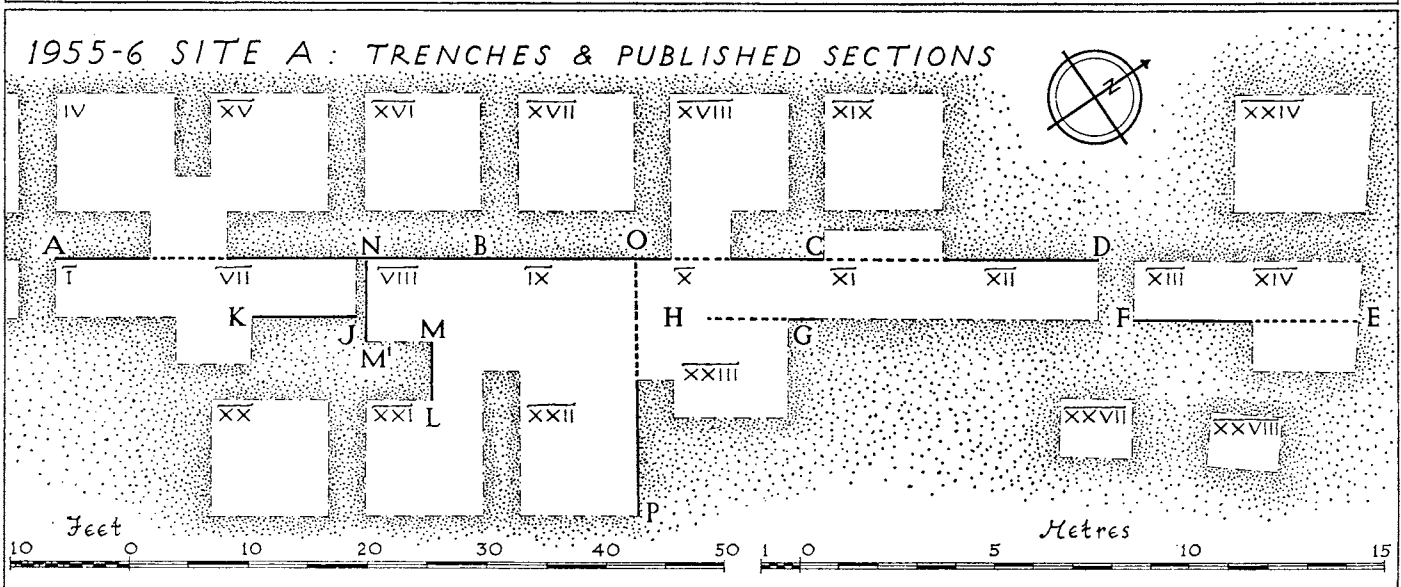 1955-6 SITE A: TRENCHES & PUBLISHED SECTIONS
N
IV XV XVI XVII XVIII XIX XXIV
A N B O C D
I VII VIII IX X XI XII XIII XIV
K J M H G F E
M'
XXIII
XX XXI L XXII XXVII XXVIII
P
Feet Metres
10 0 10 20 30 40 50 1 0 5 10 15